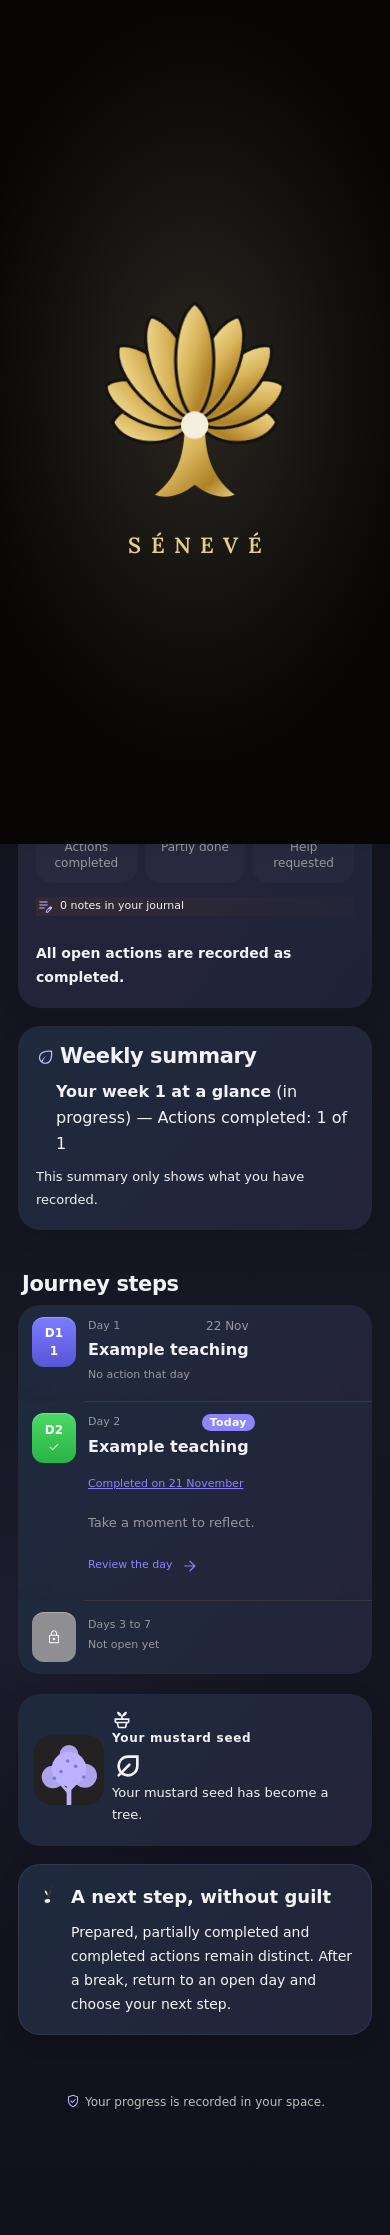 SÉNEVÉ
Actions
completed
Partly done
Help
requested
0 notes in your journal
All open actions are recorded as
completed.
Weekly summary
Your week 1 at a glance (in
progress) — Actions completed: 1 of
1
This summary only shows what you have
recorded.
Journey steps
D1
1
Day 1
22 Nov
Example teaching
No action that day
D2
Day 2
Today
Example teaching
Completed on 21 November
Take a moment to reflect.
Review the day
Days 3 to 7
Not open yet
Your mustard seed
Your mustard seed has become a
tree.
A next step, without guilt
Prepared, partially completed and
completed actions remain distinct. After
a break, return to an open day and
choose your next step.
Your progress is recorded in your space.